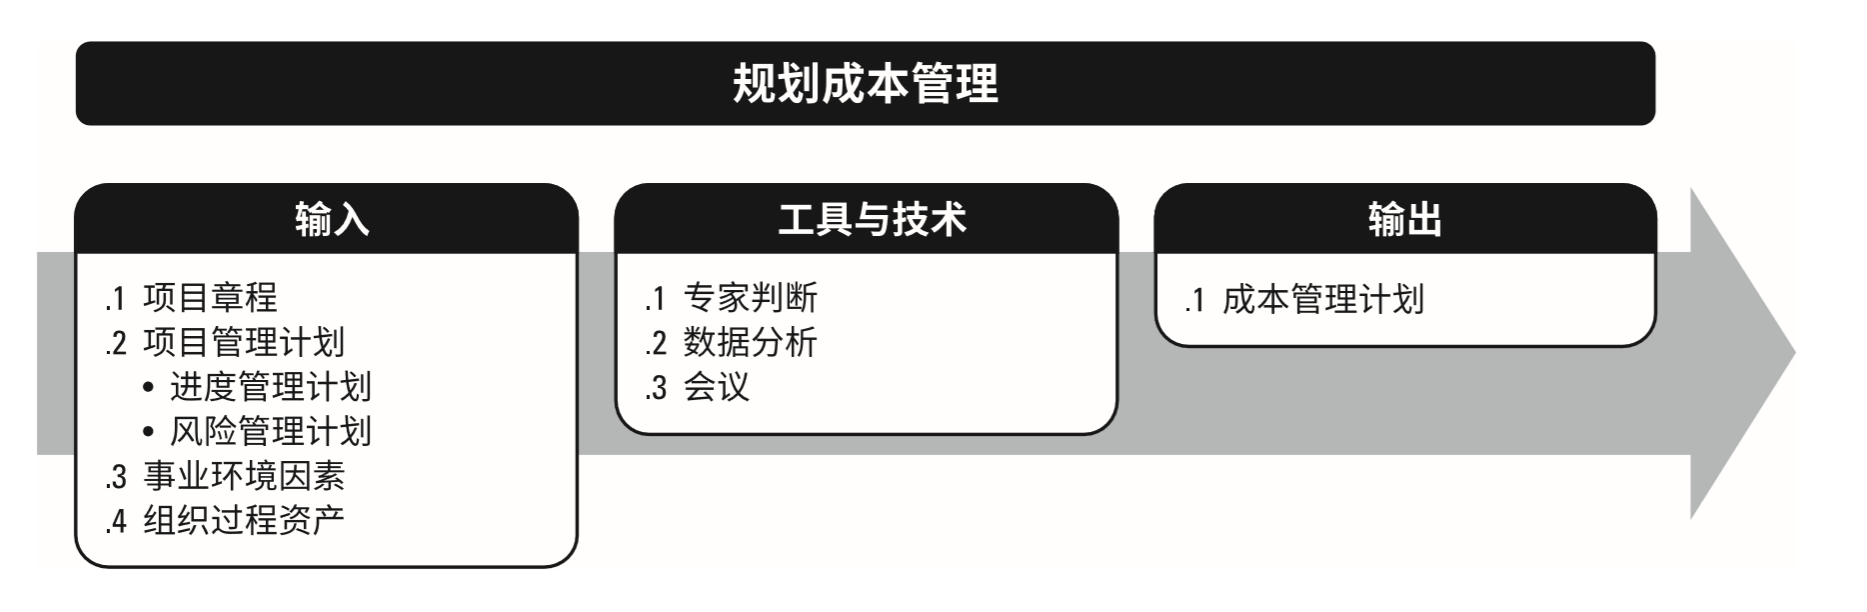 规划成本管理
输入
.1 项目章程
.2 项目管理计划
• 进度管理计划
• 风险管理计划
.3 事业环境因素
.4 组织过程资产
工具与技术
.1 专家判断
.2 数据分析
.3 会议
输出
.1 成本管理计划